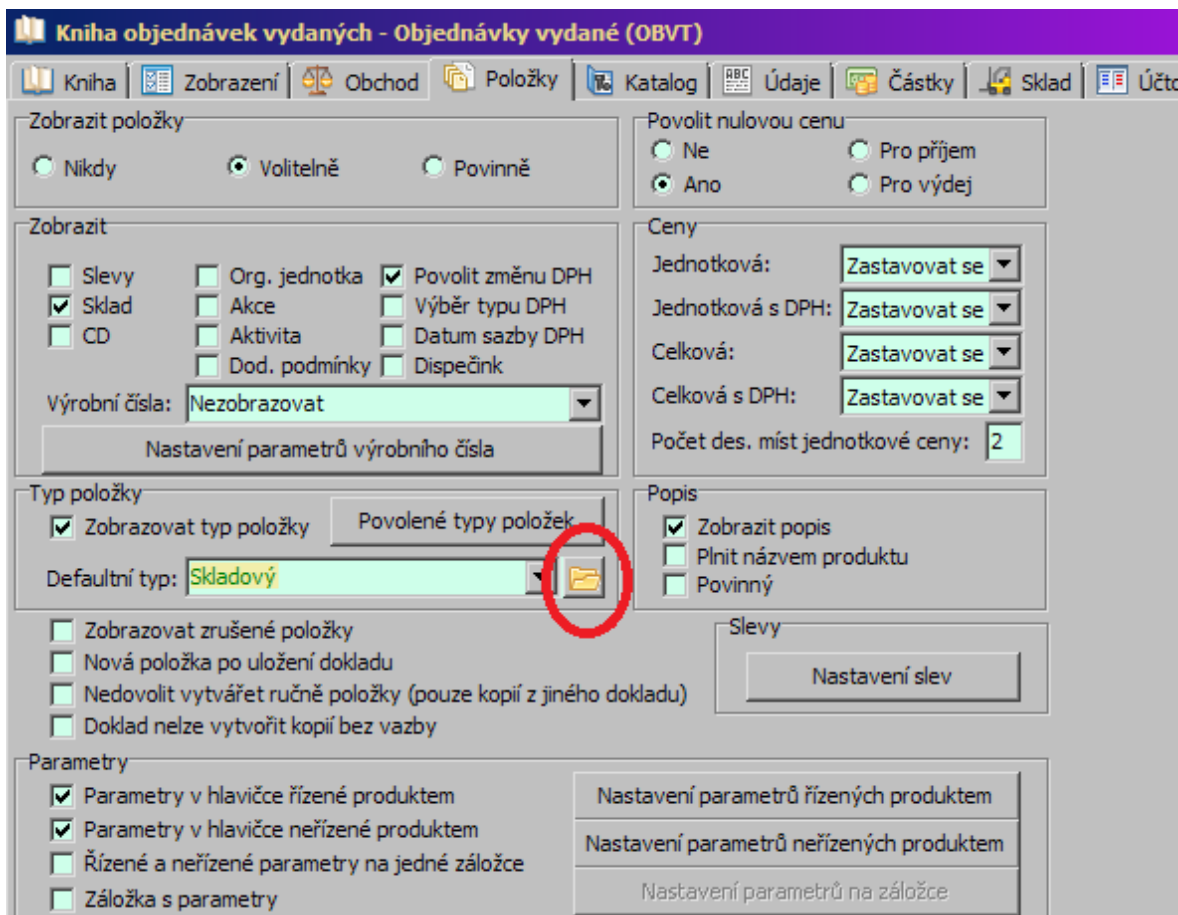 Kniha objednávek vydaných - Objednávky vydané (OBVT)
Kniha Zobrazení Obchod Položky Katalog ABC Údaje Částky Sklad
Zobrazit položky
Nikdy Volitelně Povinně
Povolit nulovou cenu
Ne Pro příjem
Ano Pro výdej
Zobrazit
Slevy Org. jednotka Povolit změnu DPH
Sklad Akce Výběr typu DPH
CD Aktivita Datum sazby DPH
Dod. podmínky Dispečink
Výrobní čísla: Nezobrazovat
Nastavení parametrů výrobního čísla
Ceny
Jednotková: Zastavovat se
Jednotková s DPH: Zastavovat se
Celková: Zastavovat se
Celková s DPH: Zastavovat se
Počet des. míst jednotkové ceny: 2
Typ položky
Zobrazovat typ položky Povolené typy položek
Defaultní typ: Skladový
Popis
Zobrazit popis
Plnit názvem produktu
Povinný
Zobrazovat zrušené položky
Nová položka po uložení dokladu
Nedovolit vytvářet ručně položky (pouze kopií z jiného dokladu)
Doklad nelze vytvořit kopií bez vazby
Slevy
Nastavení slev
Parametry
Parametry v hlavičce řízené produktem Nastavení parametrů řízených produktem
Parametry v hlavičce neřízené produktem Nastavení parametrů neřízených produktem
Řízené a neřízené parametry na jedné záložce
Záložka s parametry Nastavení parametrů na záložce